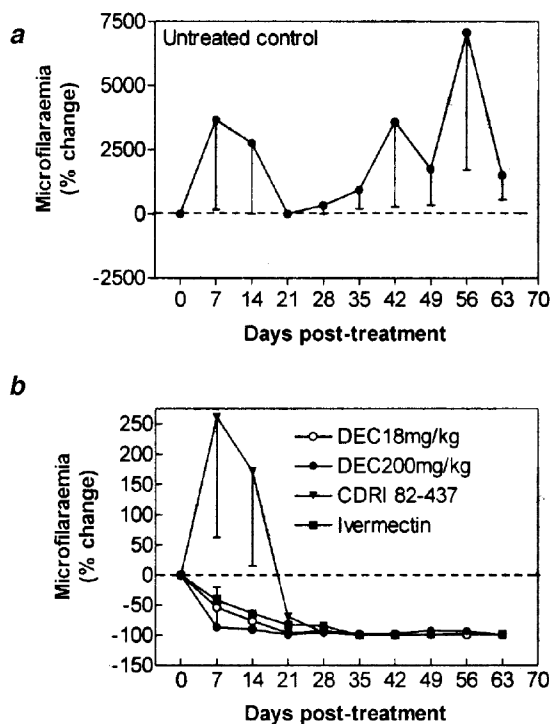 a
Untreated control
Microfilaraemia
(% change)
7500
5000
2500
0
-2500
0 7 14 21 28 35 42 49 56 63 70
Days post-treatment
b
Microfilaraemia
(% change)
250
200
150
100
50
0
-50
-100
-150
DEC18mg/kg
DEC200mg/kg
CDRI 82-437
Ivermectin
0 7 14 21 28 35 42 49 56 63 70
Days post-treatment